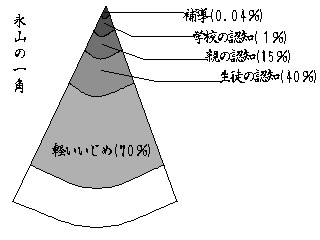 氷山の一角
補導(0.04%)
学校の認知(1%)
親の認知(15%)
生徒の認知(40%)
軽いいじめ(70%)